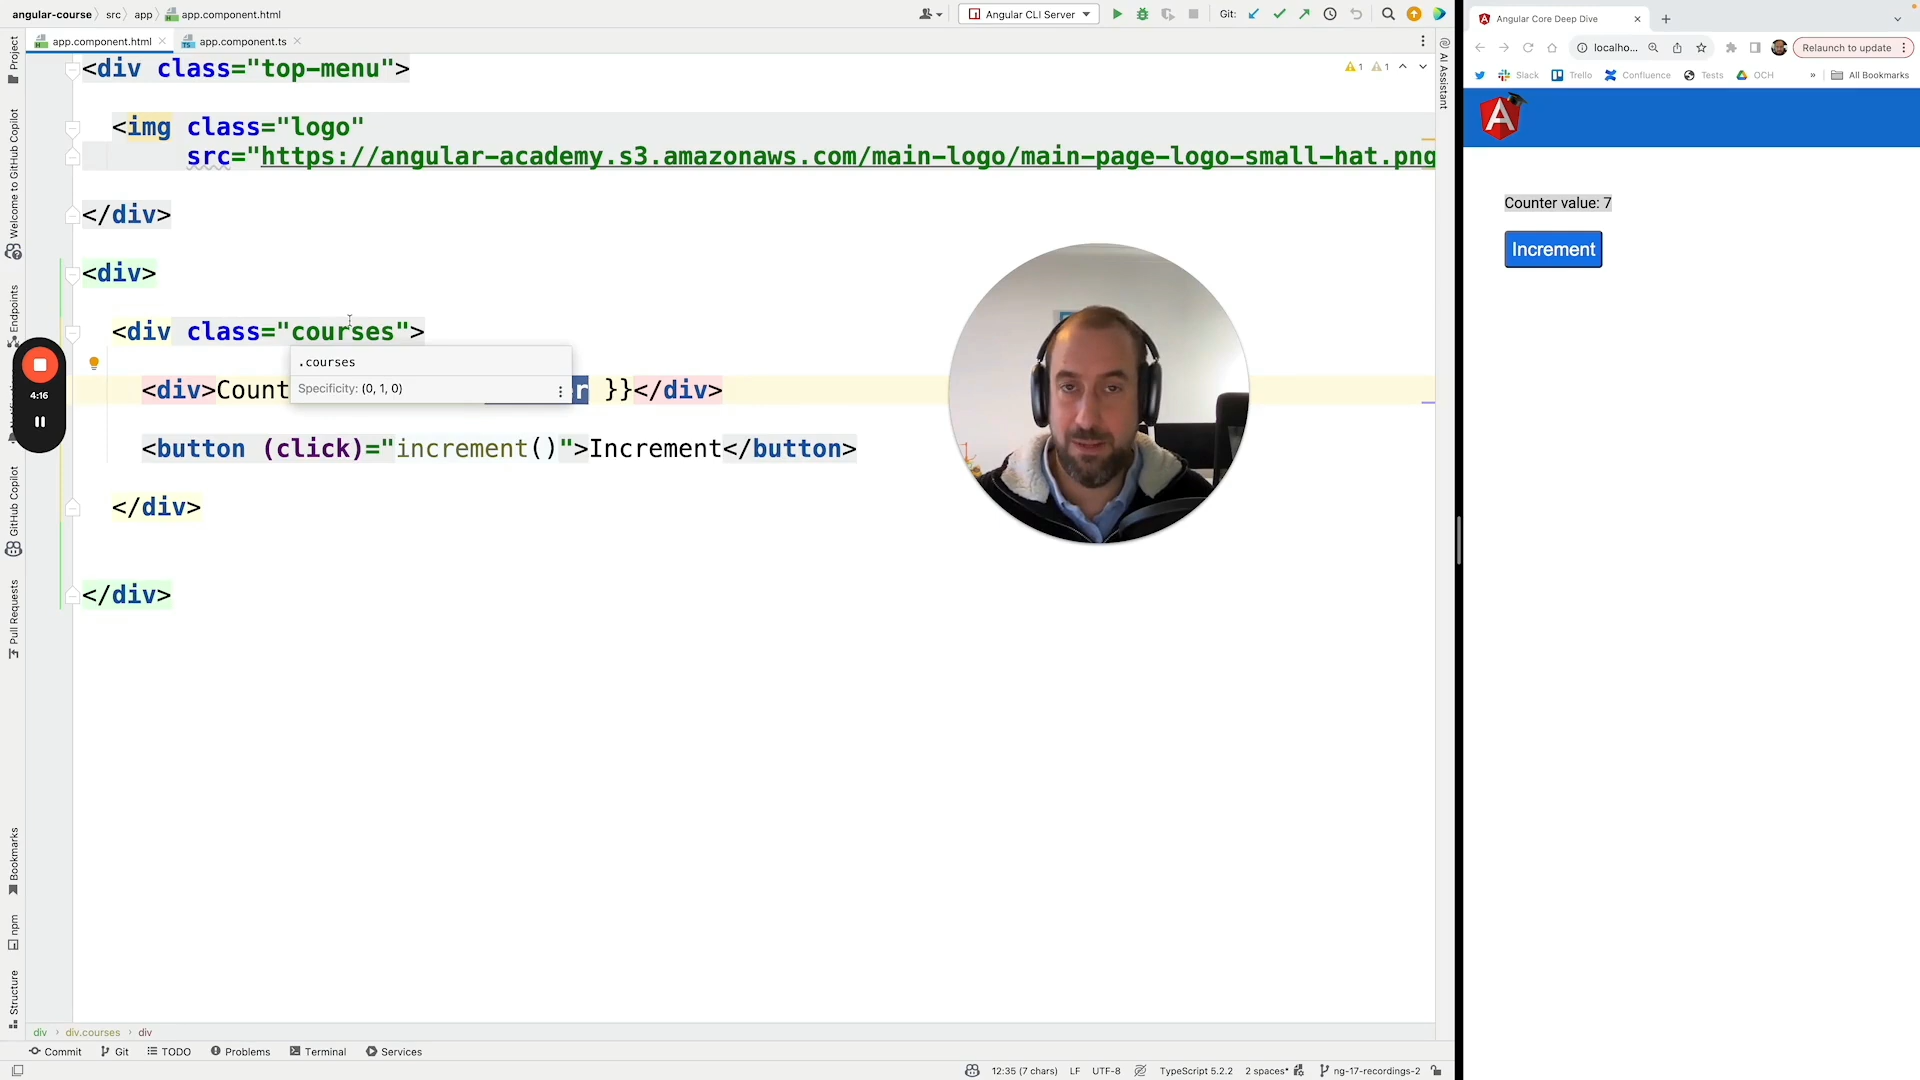 angular-course › src › app › app.component.html
Angular CLI Server
Git:
app.component.html
app.component.ts
Project
Welcome to GitHub Copilot
Endpoints
GitHub Copilot
Pull Requests
Bookmarks
npm
Structure
4:16
<div class="top-menu">
<img class="logo"
src="https://angular-academy.s3.amazonaws.com/main-logo/main-page-logo-small-hat.png
</div>
<div>
<div class="courses">
.courses
Specificity: (0, 1, 0)
<div>Count r }}</div>
<button (click)="increment()">Increment</button>
</div>
</div>
1 1
AI Assistant
div › div.courses › div
Commit Git TODO Problems Terminal Services
12:35 (7 chars) LF UTF-8 TypeScript 5.2.2 2 spaces* ng-17-recordings-2
Angular Core Deep Dive
localho...
Relaunch to update
Slack Trello Confluence Tests OCH » All Bookmarks
A
Counter value: 7
Increment